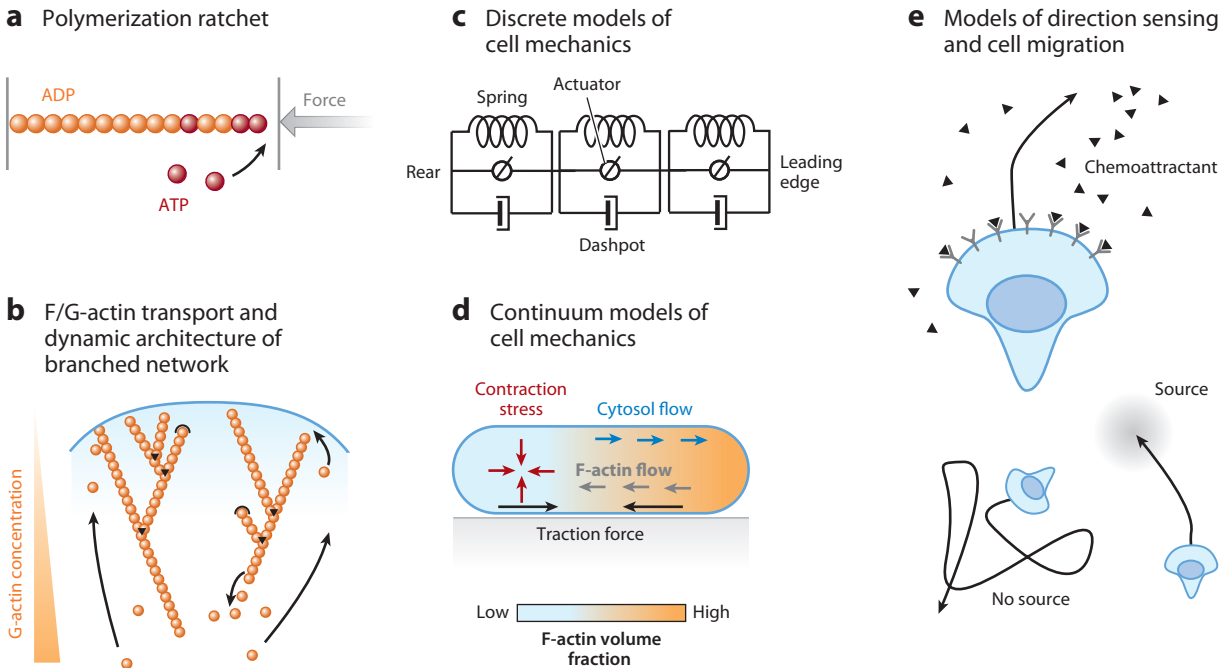 a Polymerization ratchet
ADP
Force
ATP
b F/G-actin transport and
dynamic architecture of
branched network
G-actin concentration
c Discrete models of
cell mechanics
Actuator
Spring
Rear
Leading
edge
Dashpot
d Continuum models of
cell mechanics
Contraction
stress
Cytosol flow
F-actin flow
Traction force
Low
High
F-actin volume
fraction
e Models of direction sensing
and cell migration
Chemoattractant
Source
No source